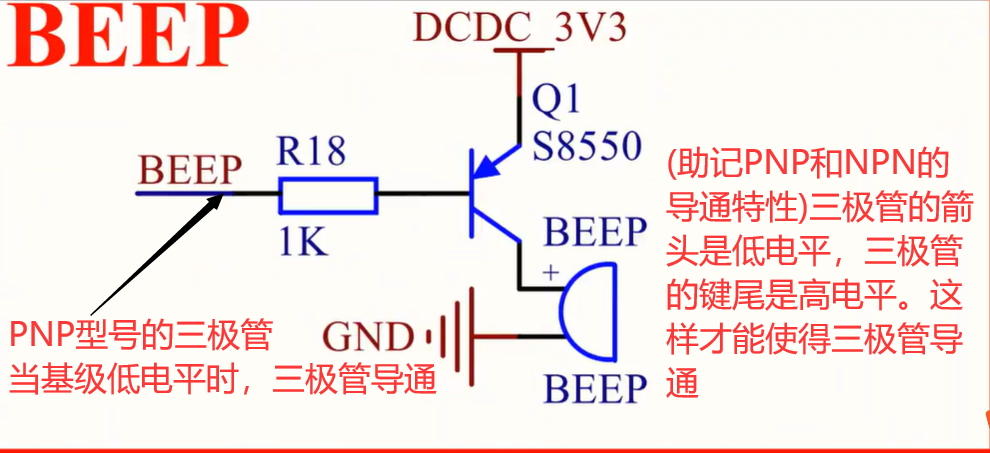 BEEP
DCDC_3V3
Q1
S8550
R18
BEEP
1K
BEEP
+
GND
BEEP
PNP型号的三极管
当基级低电平时，三极管导通
(助记PNP和NPN的
导通特性)三极管的箭
头是低电平，三极管
的键尾是高电平。这
样才能使得三极管导
通